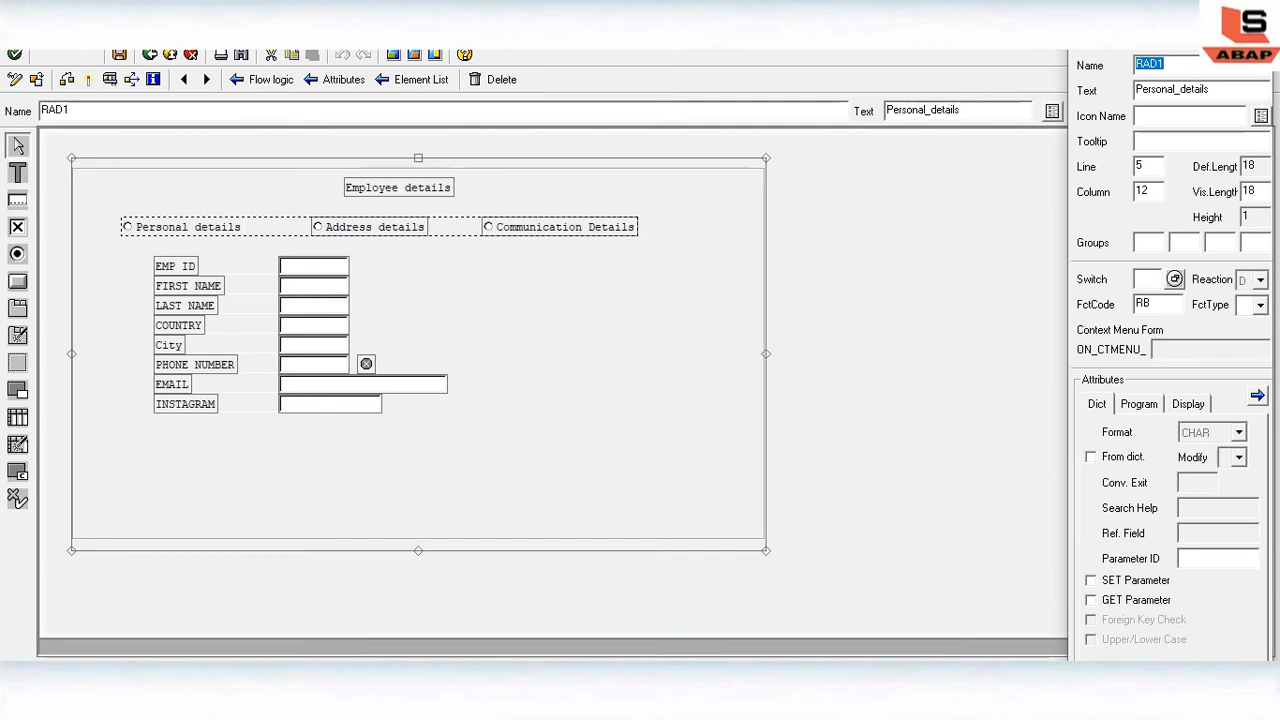 S
ABAP
Flow logic
Attributes
Element List
Delete
Name RAD1
Text Personal_details
Employee details
Personal details
Address details
Communication Details
EMP ID
FIRST NAME
LAST NAME
COUNTRY
City
PHONE NUMBER
EMAIL
INSTAGRAM
Name RAD1
Text Personal_details
Icon Name
Tooltip
Line 5 Def.Lengt 18
Column 12 Vis.Lengtł 18
Height 1
Groups
Switch Reaction D
FctCode RB FctType
Context Menu Form
ON_CTMENU_
Attributes
Dict Program Display
Format CHAR
From dict. Modify
Conv. Exit
Search Help
Ref. Field
Parameter ID
SET Parameter
GET Parameter
Foreign Key Check
Upper/Lower Case